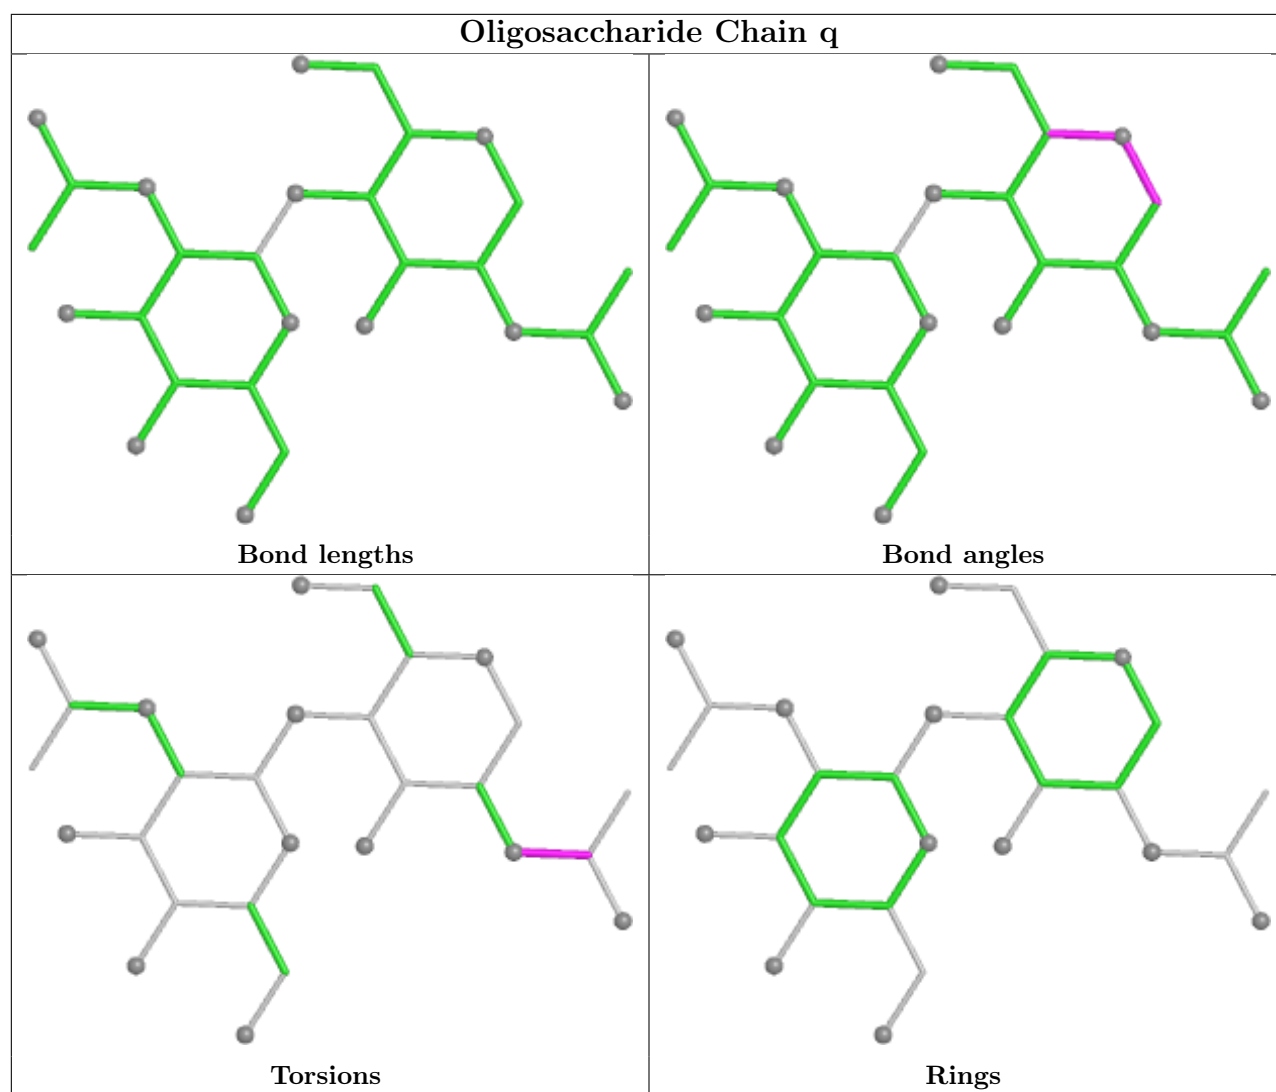 Oligosaccharide Chain q
Bond lengths
Bond angles
Torsions
Rings